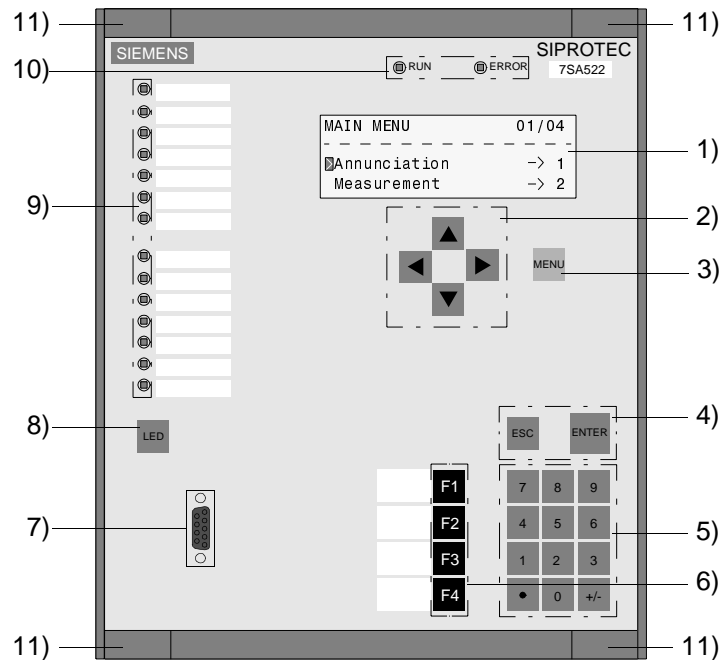 11) 11)
SIEMENS SIPROTEC
10) RUN ERROR 7SA522
MAIN MENU 01/04
1)
Annunciation -> 1
Measurement -> 2
9)
2)
MENU 3)
4)
8) LED ESC ENTER
F1 7 8 9
7) F2 4 5 6 5)
F3 1 2 3
6)
F4 • 0 +/-
11) 11)